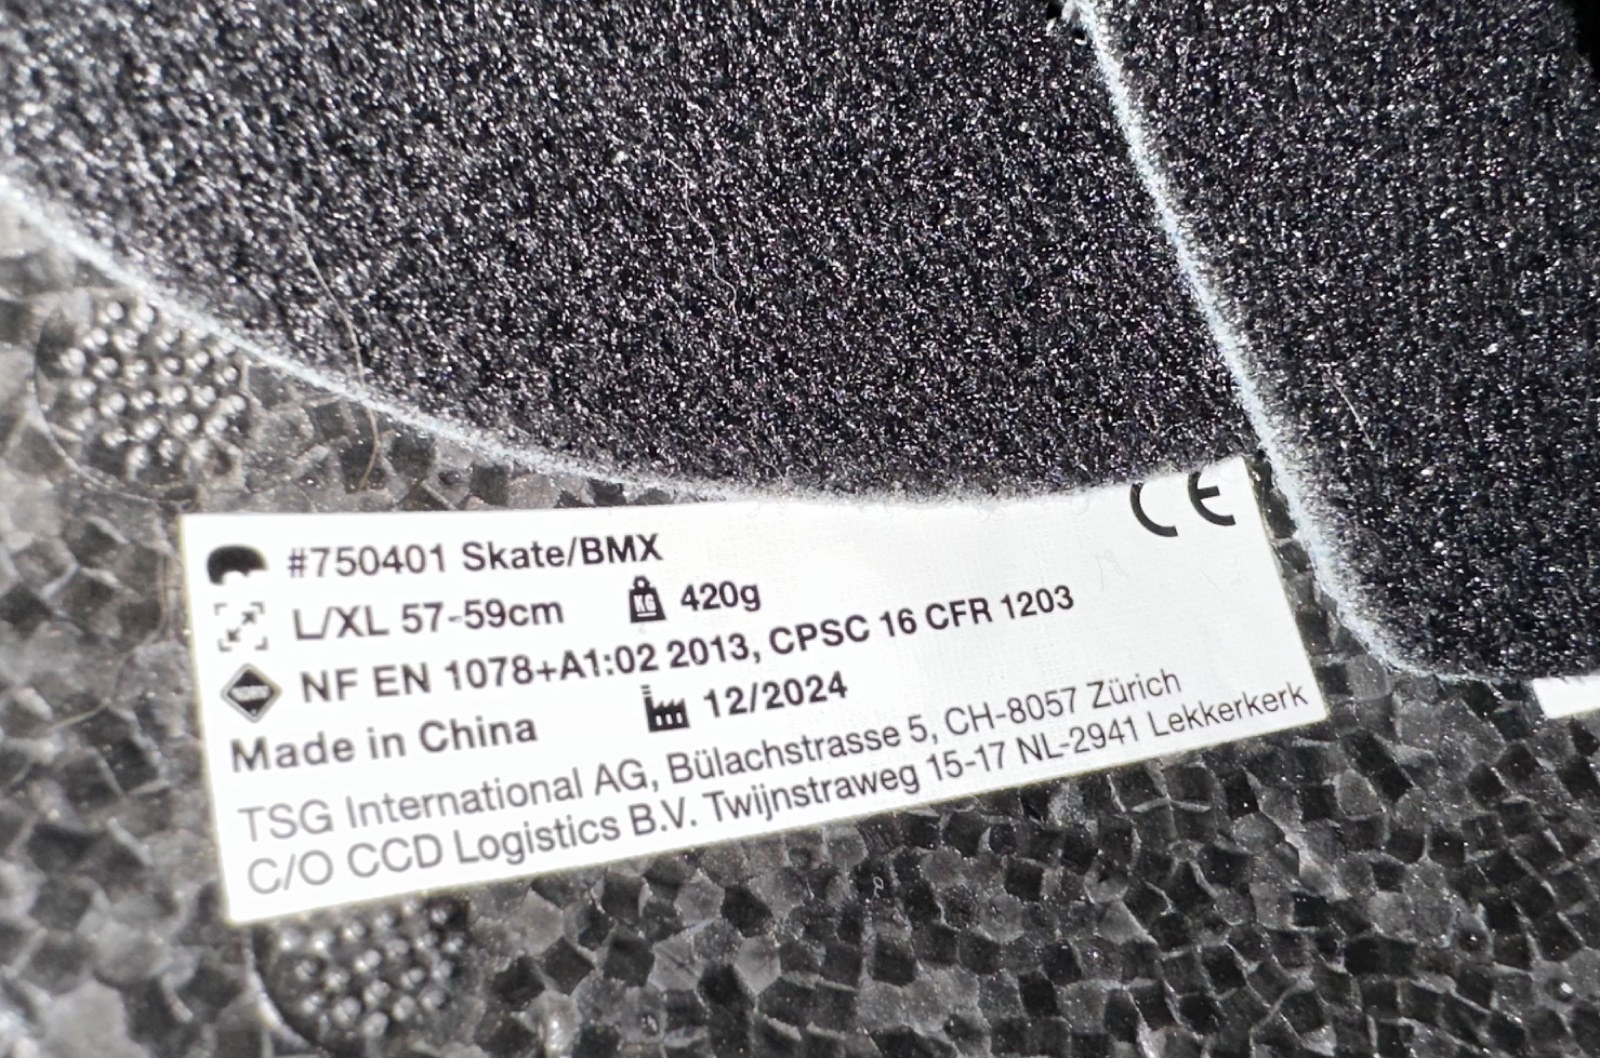 CE
#750401 Skate/BMX
L/XL 57-59cm KG 420g
NF EN 1078+A1:02 2013, CPSC 16 CFR 1203
Made in China 12/2024
TSG International AG, Bülachstrasse 5, CH-8057 Zürich
C/O CCD Logistics B.V. Twijnstraweg 15-17 NL-2941 Lekkerkerk